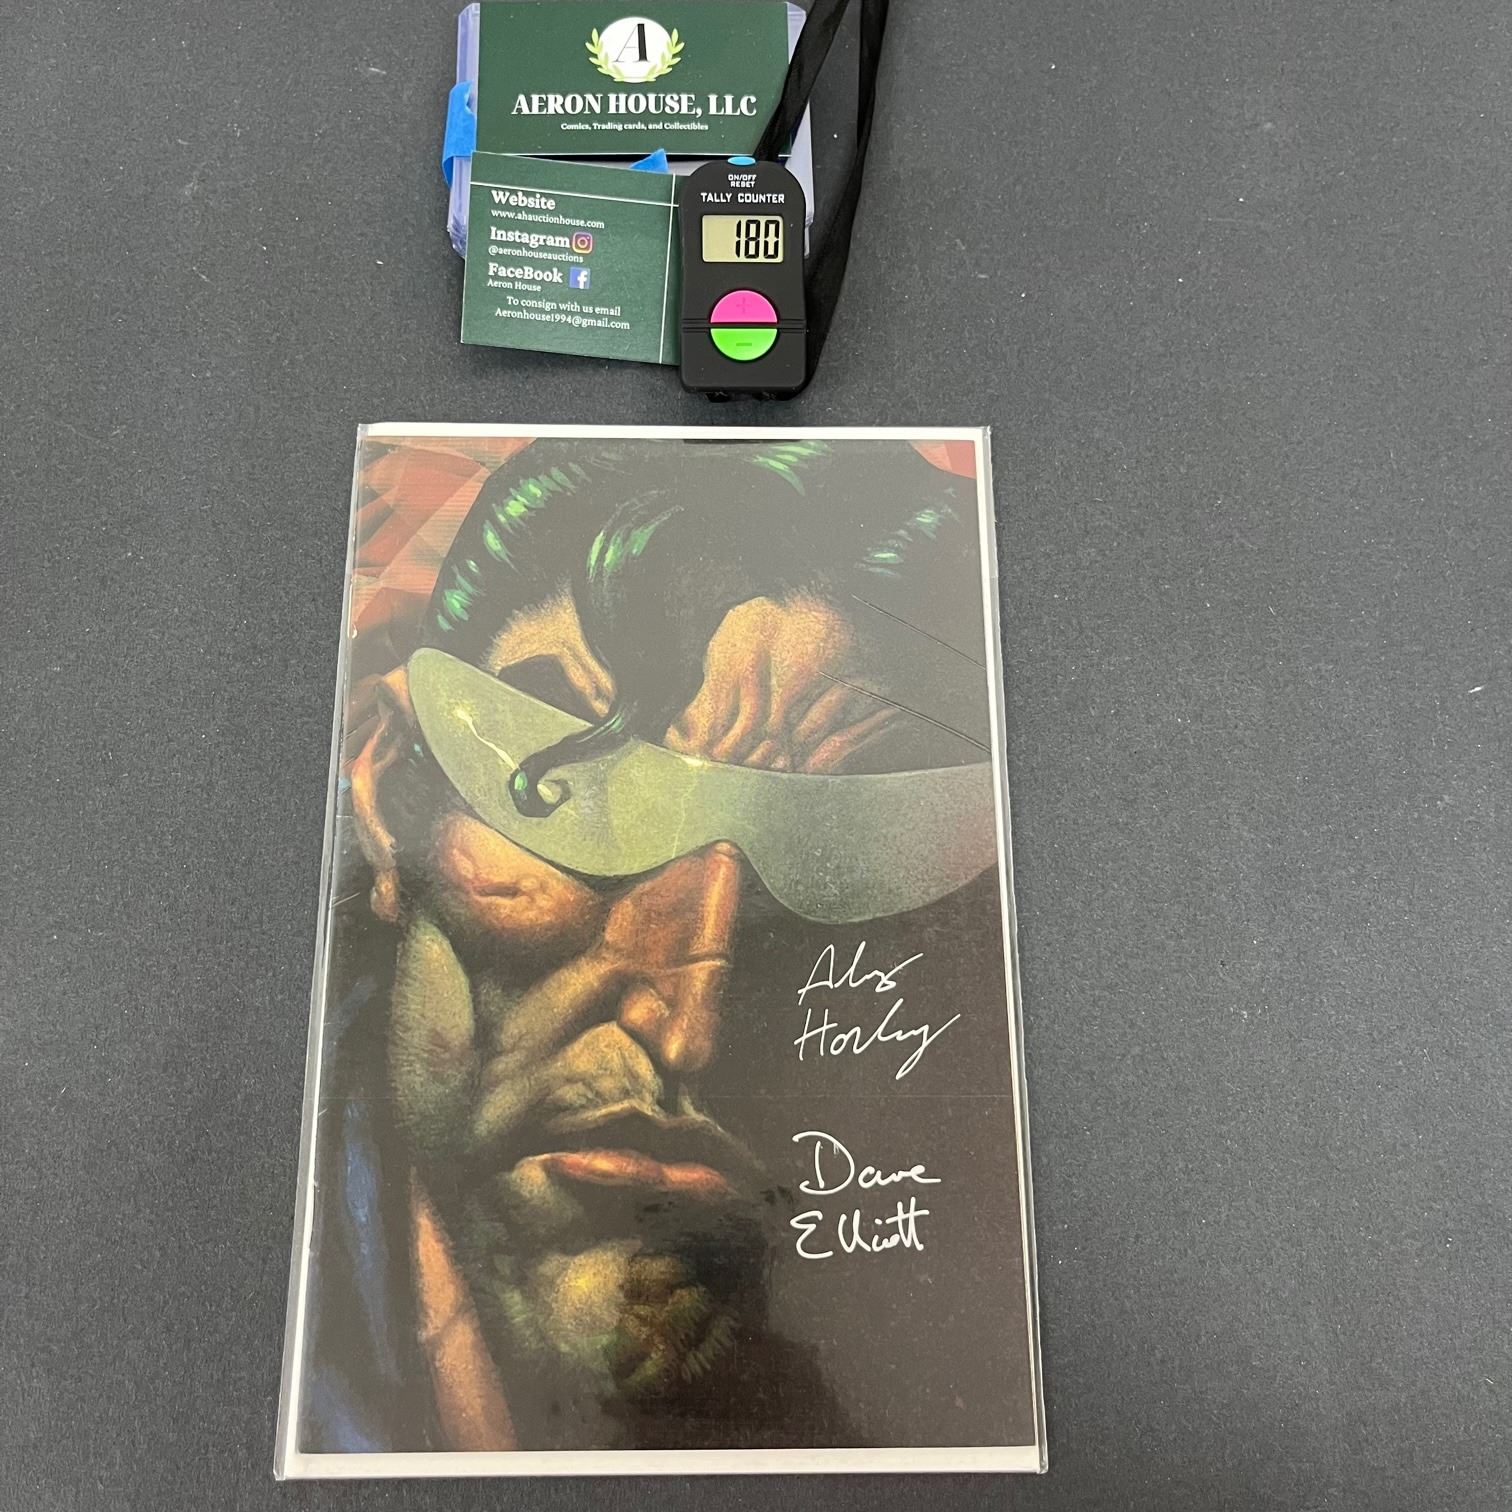 A
AERON HOUSE, LLC
Comics, Trading cards, and Collectibles
Website
www.ahauctionhouse.com
Instagram
@aeronhouseauctions
FaceBook
Aeron House
To consign with us email
Aeronhouse1994@gmail.com
ON/OFF
RESET
TALLY COUNTER
180
+
-
Alex
Horley
Dave
Elliott